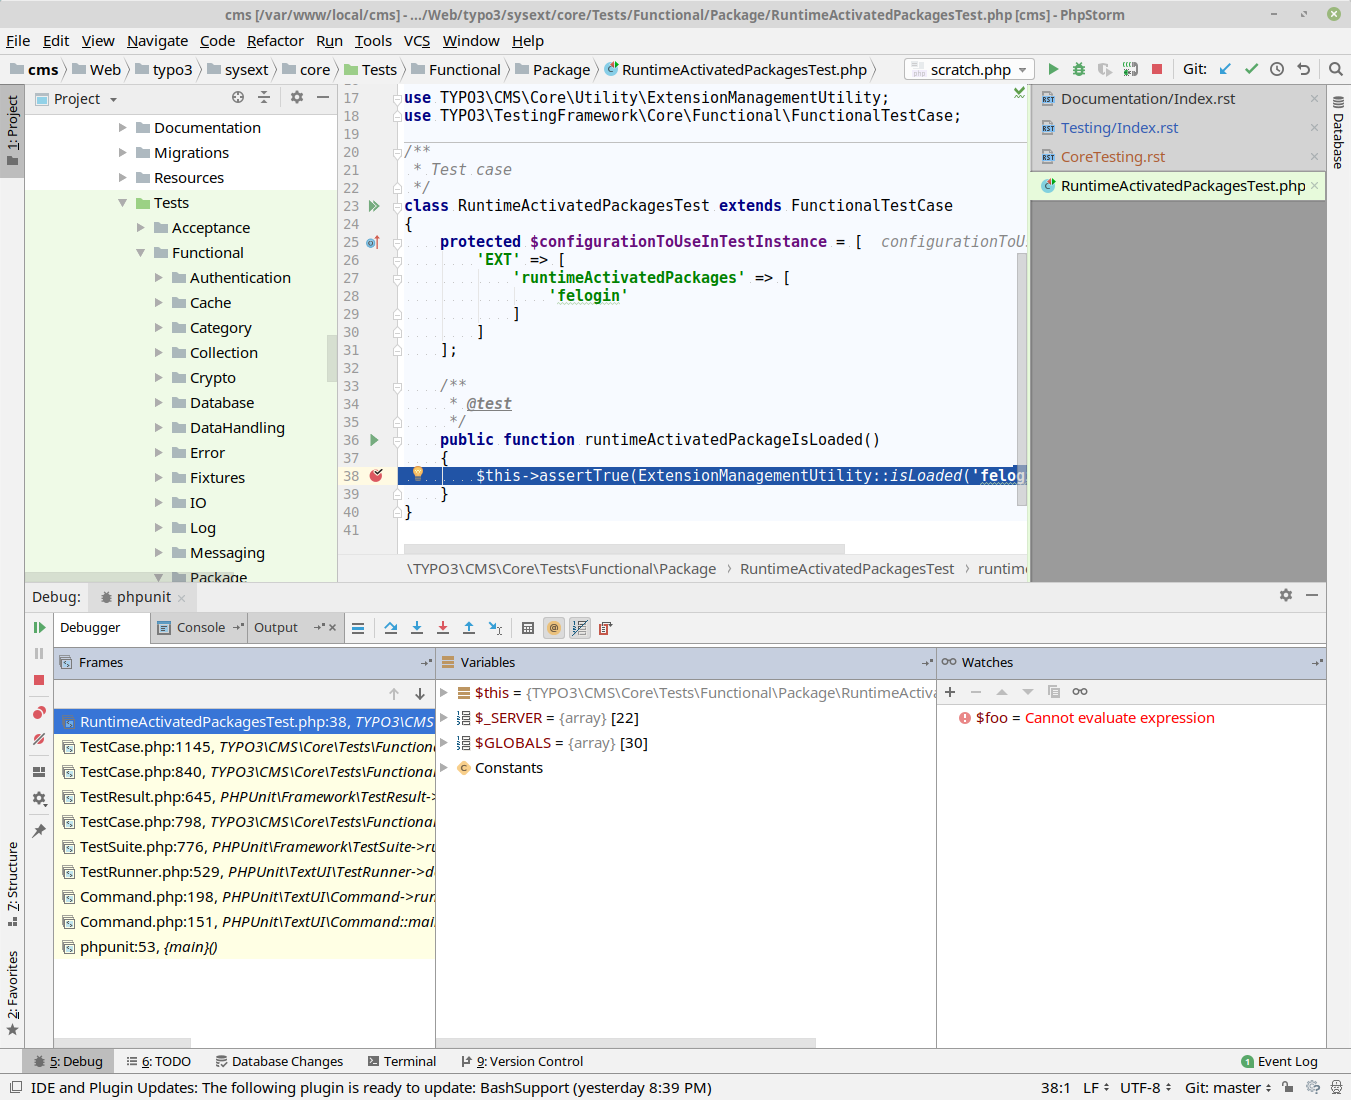 cms [/var/www/local/cms] - .../Web/typo3/sysext/core/Tests/Functional/Package/RuntimeActivatedPackagesTest.php [cms] - PhpStorm
File Edit View Navigate Code Refactor Run Tools VCS Window Help
cms Web typo3 sysext core Tests Functional Package RuntimeActivatedPackagesTest.php scratch.php Git:
1: Project
Project
Documentation
Migrations
Resources
Tests
Acceptance
Functional
Authentication
Cache
Category
Collection
Crypto
Database
DataHandling
Error
Fixtures
IO
Log
Messaging
Package
17 use TYPO3\CMS\Core\Utility\ExtensionManagementUtility;
18 use TYPO3\TestingFramework\Core\Functional\FunctionalTestCase;
19
20 /**
21 * Test case
22 */
23 class RuntimeActivatedPackagesTest extends FunctionalTestCase
24 {
25 protected $configurationToUseInTestInstance = [ configurationToU
26 'EXT' => [
27 'runtimeActivatedPackages' => [
28 'felogin'
29 ]
30 ]
31 ];
32
33 /**
34 * @test
35 */
36 public function runtimeActivatedPackageIsLoaded()
37 {
38 $this->assertTrue(ExtensionManagementUtility::isLoaded('felog
39 }
40 }
41
\TYPO3\CMS\Core\Tests\Functional\Package › RuntimeActivatedPackagesTest › runtime
Documentation/Index.rst
Testing/Index.rst
CoreTesting.rst
RuntimeActivatedPackagesTest.php
Database
Debug: phpunit
Debugger Console Output
Frames
RuntimeActivatedPackagesTest.php:38, TYPO3\CMS
TestCase.php:1145, TYPO3\CMS\Core\Tests\Functiona
TestCase.php:840, TYPO3\CMS\Core\Tests\Functional
TestResult.php:645, PHPUnit\Framework\TestResult->
TestCase.php:798, TYPO3\CMS\Core\Tests\Functional
TestSuite.php:776, PHPUnit\Framework\TestSuite->ru
TestRunner.php:529, PHPUnit\TextUI\TestRunner->d
Command.php:198, PHPUnit\TextUI\Command->run
Command.php:151, PHPUnit\TextUI\Command::mai
phpunit:53, {main}()
Variables
$this = {TYPO3\CMS\Core\Tests\Functional\Package\RuntimeActiva
$_SERVER = {array} [22]
$GLOBALS = {array} [30]
Constants
Watches
$foo = Cannot evaluate expression
7: Structure
2: Favorites
5: Debug 6: TODO Database Changes Terminal 9: Version Control 1 Event Log
IDE and Plugin Updates: The following plugin is ready to update: BashSupport (yesterday 8:39 PM) 38:1 LF UTF-8 Git: master